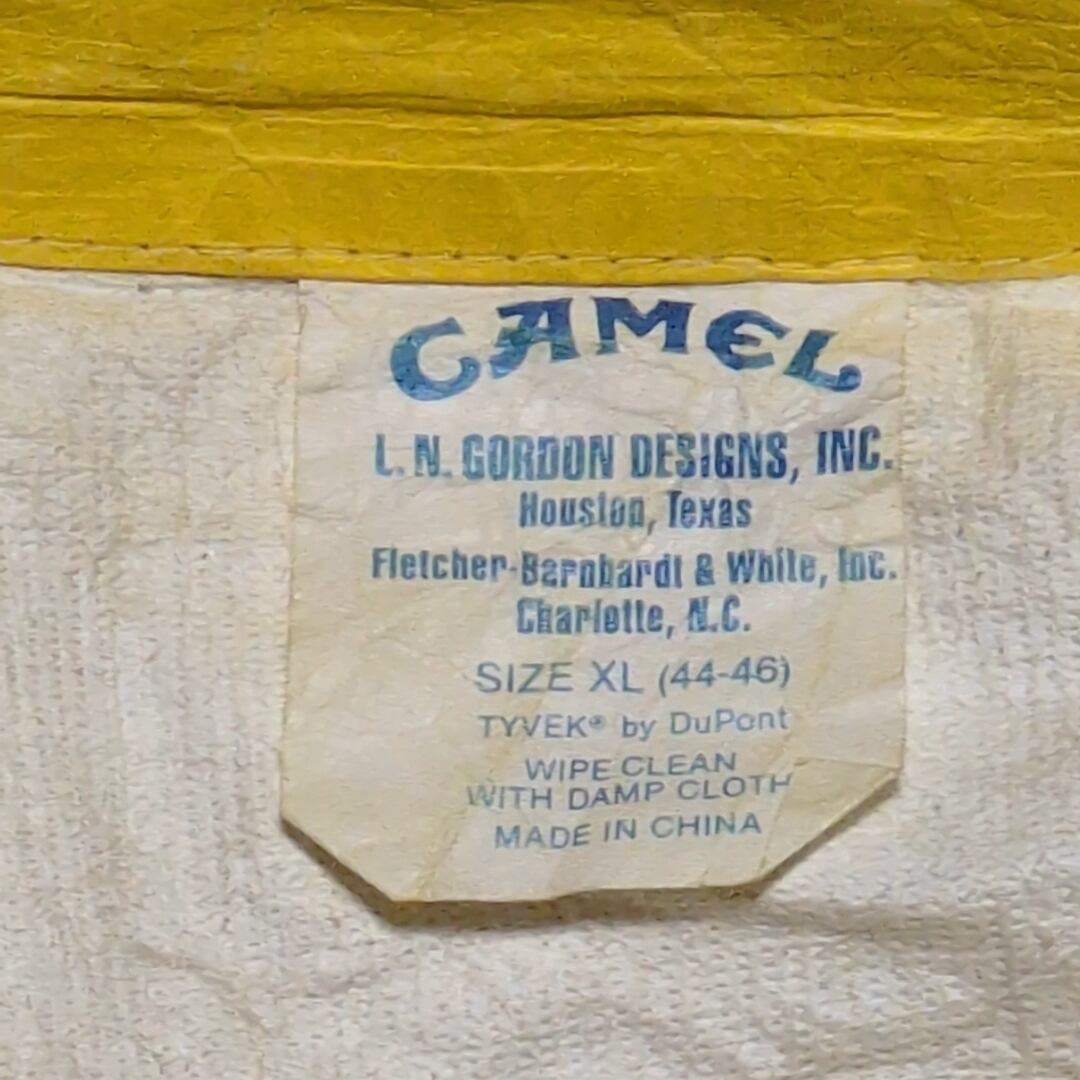 CAMEL
L. N. GORDON DESIGNS, INC.
Houston, Texas
Fletcher-Barnhardt & White, Inc.
Charlotte, N.C.
SIZE XL (44-46)
TYVEK® by DuPont
WIPE CLEAN
WITH DAMP CLOTH
MADE IN CHINA